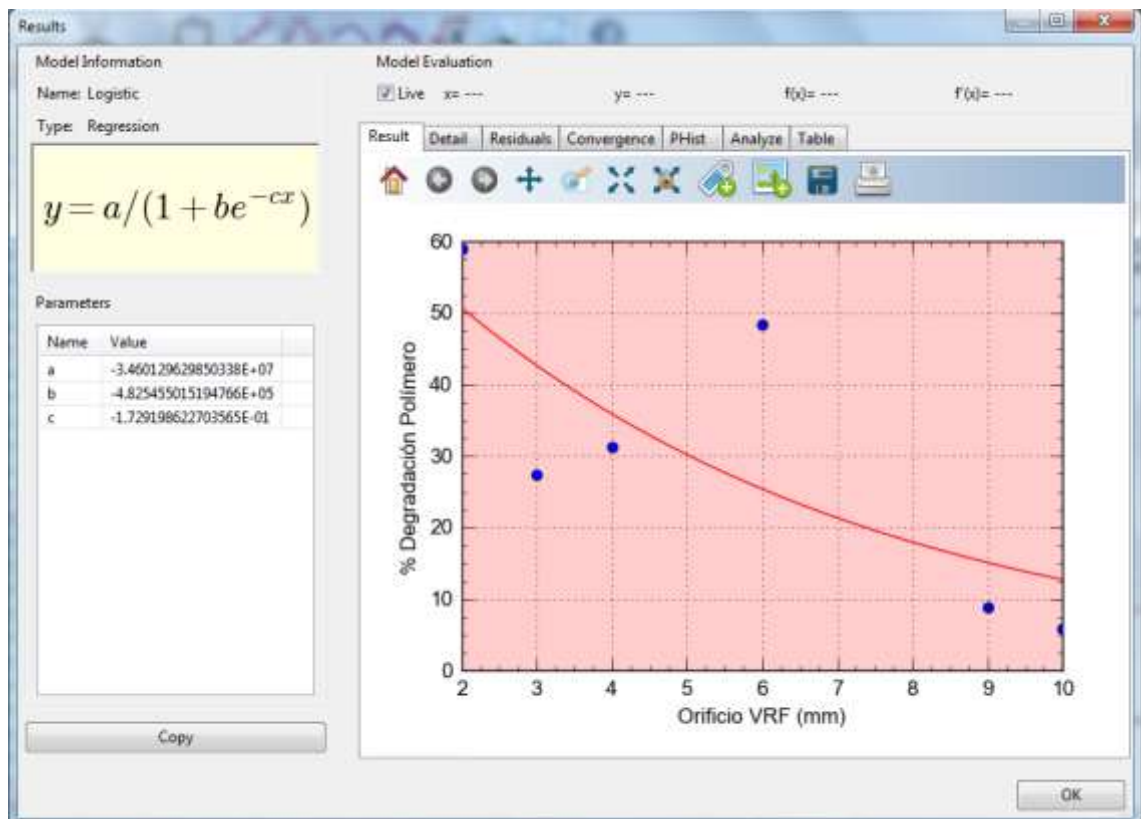 Results
Model Information
Name: Logistic
Type: Regression
y = a/(1 + be^{-cx})
Parameters
Name Value
a -3.460129629850338E+07
b -4.825455015194766E+05
c -1.729198622703565E-01
Copy
Model Evaluation
Live x= --- y= --- f(x)= --- f'(x)= ---
Result Detail Residuals Convergence PHist Analyze Table
60
50
40
30
20
10
0
% Degradación Polímero
2 3 4 5 6 7 8 9 10
Orificio VRF (mm)
OK